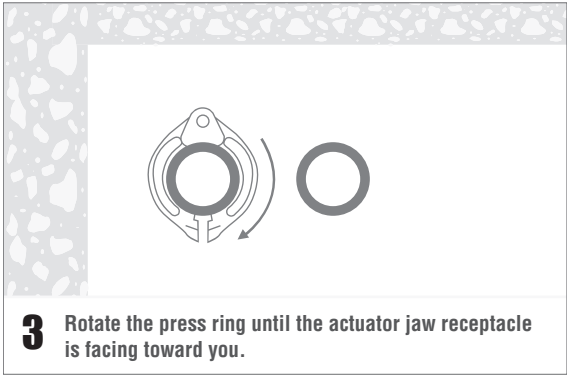 3 Rotate the press ring until the actuator jaw receptacle
is facing toward you.